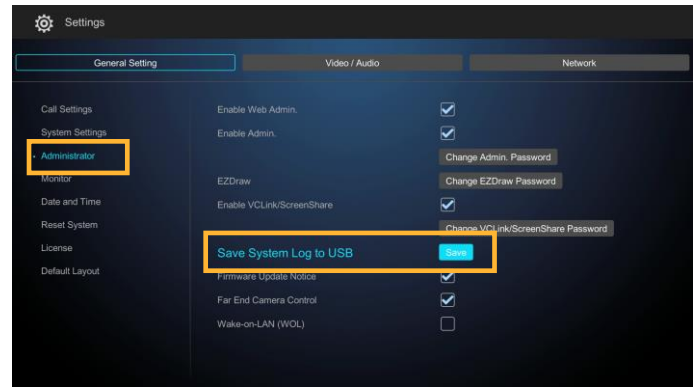 Settings
General Setting Video / Audio Network
Call Settings Enable Web Admin.
System Settings Enable Admin.
Administrator Change Admin. Password
Monitor EZDraw Change EZDraw Password
Date and Time Enable VCLink/ScreenShare
Reset System Change VCLink/ScreenShare Password
License Save System Log to USB Save
Default Layout Firmware Update Notice
Far End Camera Control
Wake-on-LAN (WOL)